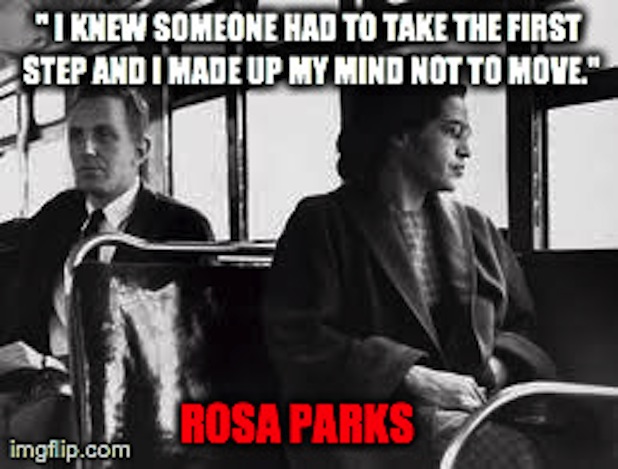 " I KNEW SOMEONE HAD TO TAKE THE FIRST
STEP AND I MADE UP MY MIND NOT TO MOVE."
ROSA PARKS
imgflip.com